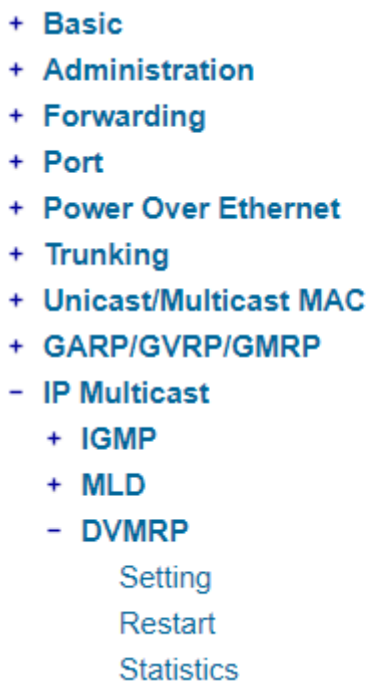 + Basic
+ Administration
+ Forwarding
+ Port
+ Power Over Ethernet
+ Trunking
+ Unicast/Multicast MAC
+ GARP/GVRP/GMRP
- IP Multicast
+ IGMP
+ MLD
- DVMRP
Setting
Restart
Statistics